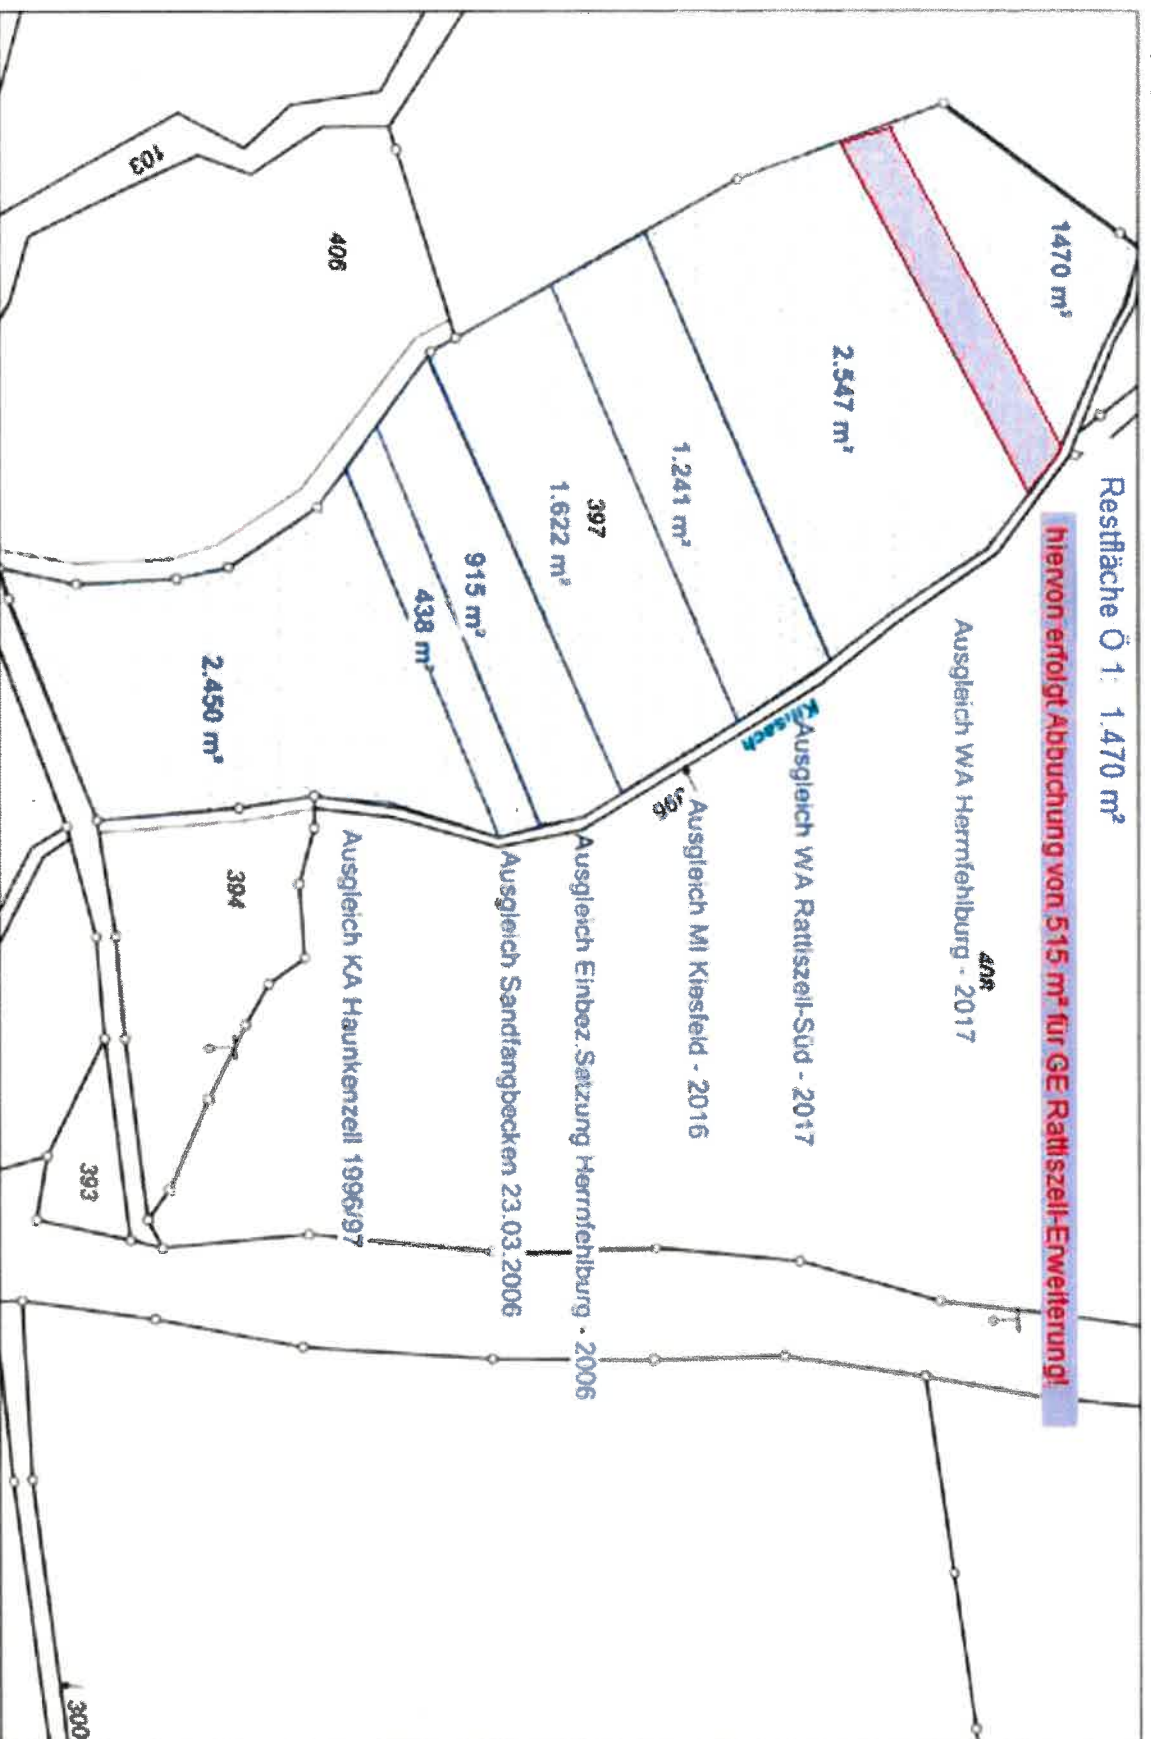 Restfläche Ö 1: 1.470 m²
hiervon erfolgt Abbuchung von 515 m² für GE Rattiszell-Erweiterung!
1470 m²
408
Ausgleich WA Herrnfehlburg - 2017
2.547 m²
Ausgleich WA Rattiszell-Süd - 2017
Kinsach
1.241 m²
396
Ausgleich MI Kiesfeld - 2016
397
1.622 m²
Ausgleich Einbez.Satzung Herrnfehlburg - 2006
915 m²
Ausgleich Sandfangbecken 23.03.2006
438 m²
Ausgleich KA Haunkenzell 1996/97
406
2.450 m²
394
103
393
300